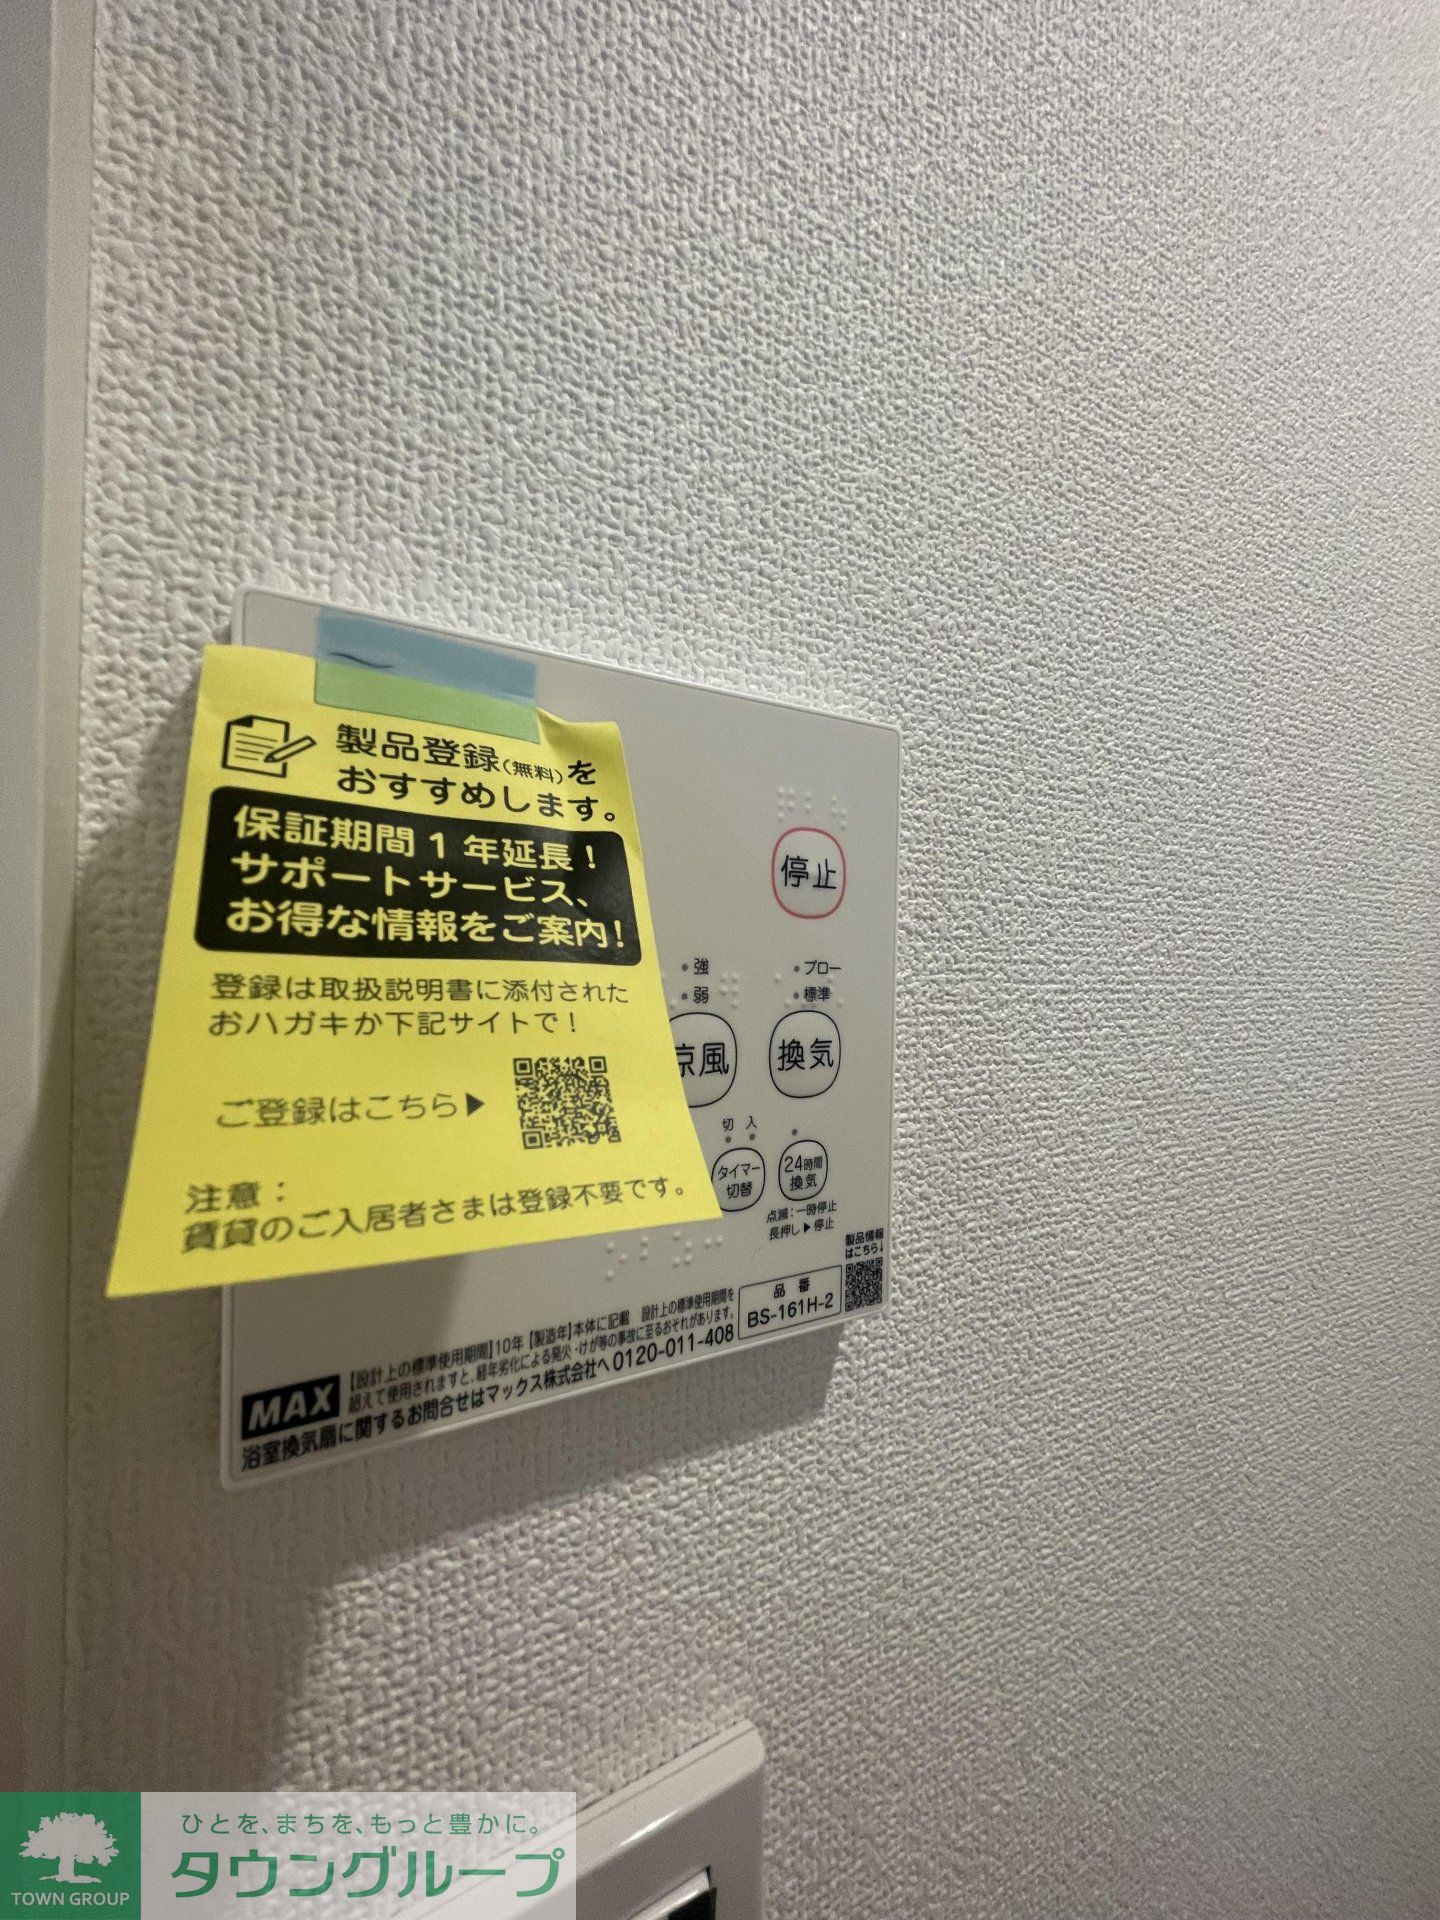 製品登録(無料)を
おすすめします。
保証期間1年延長!
サポートサービス、
お得な情報をご案内!
登録は取扱説明書に添付された
おハガキか下記サイトで!
ご登録はこちら▶
注意:
賃貸のご入居者さまは登録不要です。
停止
強
弱
涼風
ブロー
標準
換気
切 入
タイマー
切替
24時間
換気
点滅:一時停止
長押し▶停止
製品情報
はこちら↓
品番
BS-161H-2
MAX
【設計上の標準使用期間】10年【製造年】本体に記載 設計上の標準使用期間を
超えて使用されますと、経年劣化による発火・けが等の事故に至るおそれがあります。
浴室換気扇に関するお問合せはマックス株式会社へ 0120-011-408
ひとを、まちを、もっと豊かに。
タウングループ
TOWN GROUP